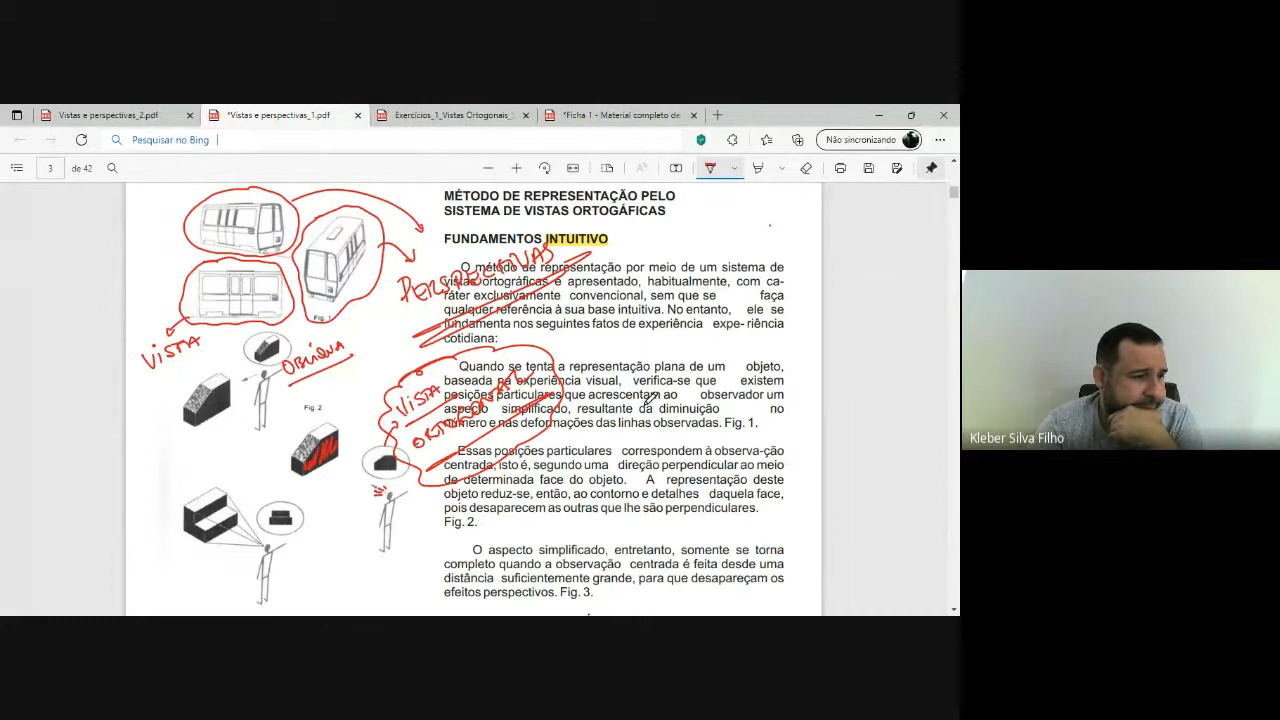 Vistas e perspectivas_2.pdf
*Vistas e perspectivas_1.pdf
Exercícios_1_Vistas Ortogonais_
*Ficha 1 - Material completo de
Pesquisar no Bing
Não sincronizando
3 de 42
MÉTODO DE REPRESENTAÇÃO PELO
SISTEMA DE VISTAS ORTOGÁFICAS
FUNDAMENTOS INTUITIVO
O método de representação por meio de um sistema de
vistas ortográficas é apresentado, habitualmente, com ca-
ráter exclusivamente convencional, sem que se faça
qualquer referência à sua base intuitiva. No entanto, ele se
fundamenta nos seguintes fatos de experiência expe- riência
cotidiana:
Quando se tenta a representação plana de um objeto,
baseada na experiência visual, verifica-se que existem
posições particulares que acrescentam ao observador um
aspecto simplificado, resultante da diminuição no
número e nas deformações das linhas observadas. Fig. 1.
Essas posições particulares correspondem à observa-ção
centrada, isto é, segundo uma direção perpendicular ao meio
de determinada face do objeto. A representação deste
objeto reduz-se, então, ao contorno e detalhes daquela face,
pois desaparecem as outras que lhe são perpendiculares.
Fig. 2.
O aspecto simplificado, entretanto, somente se torna
completo quando a observação centrada é feita desde uma
distância suficientemente grande, para que desapareçam os
efeitos perspectivos. Fig. 3.
Fig. 1
Fig. 2
PERSPECTIVAS
VISTA
OBLÍQUA
VISTA
ORTOGONAL
Kleber Silva Filho